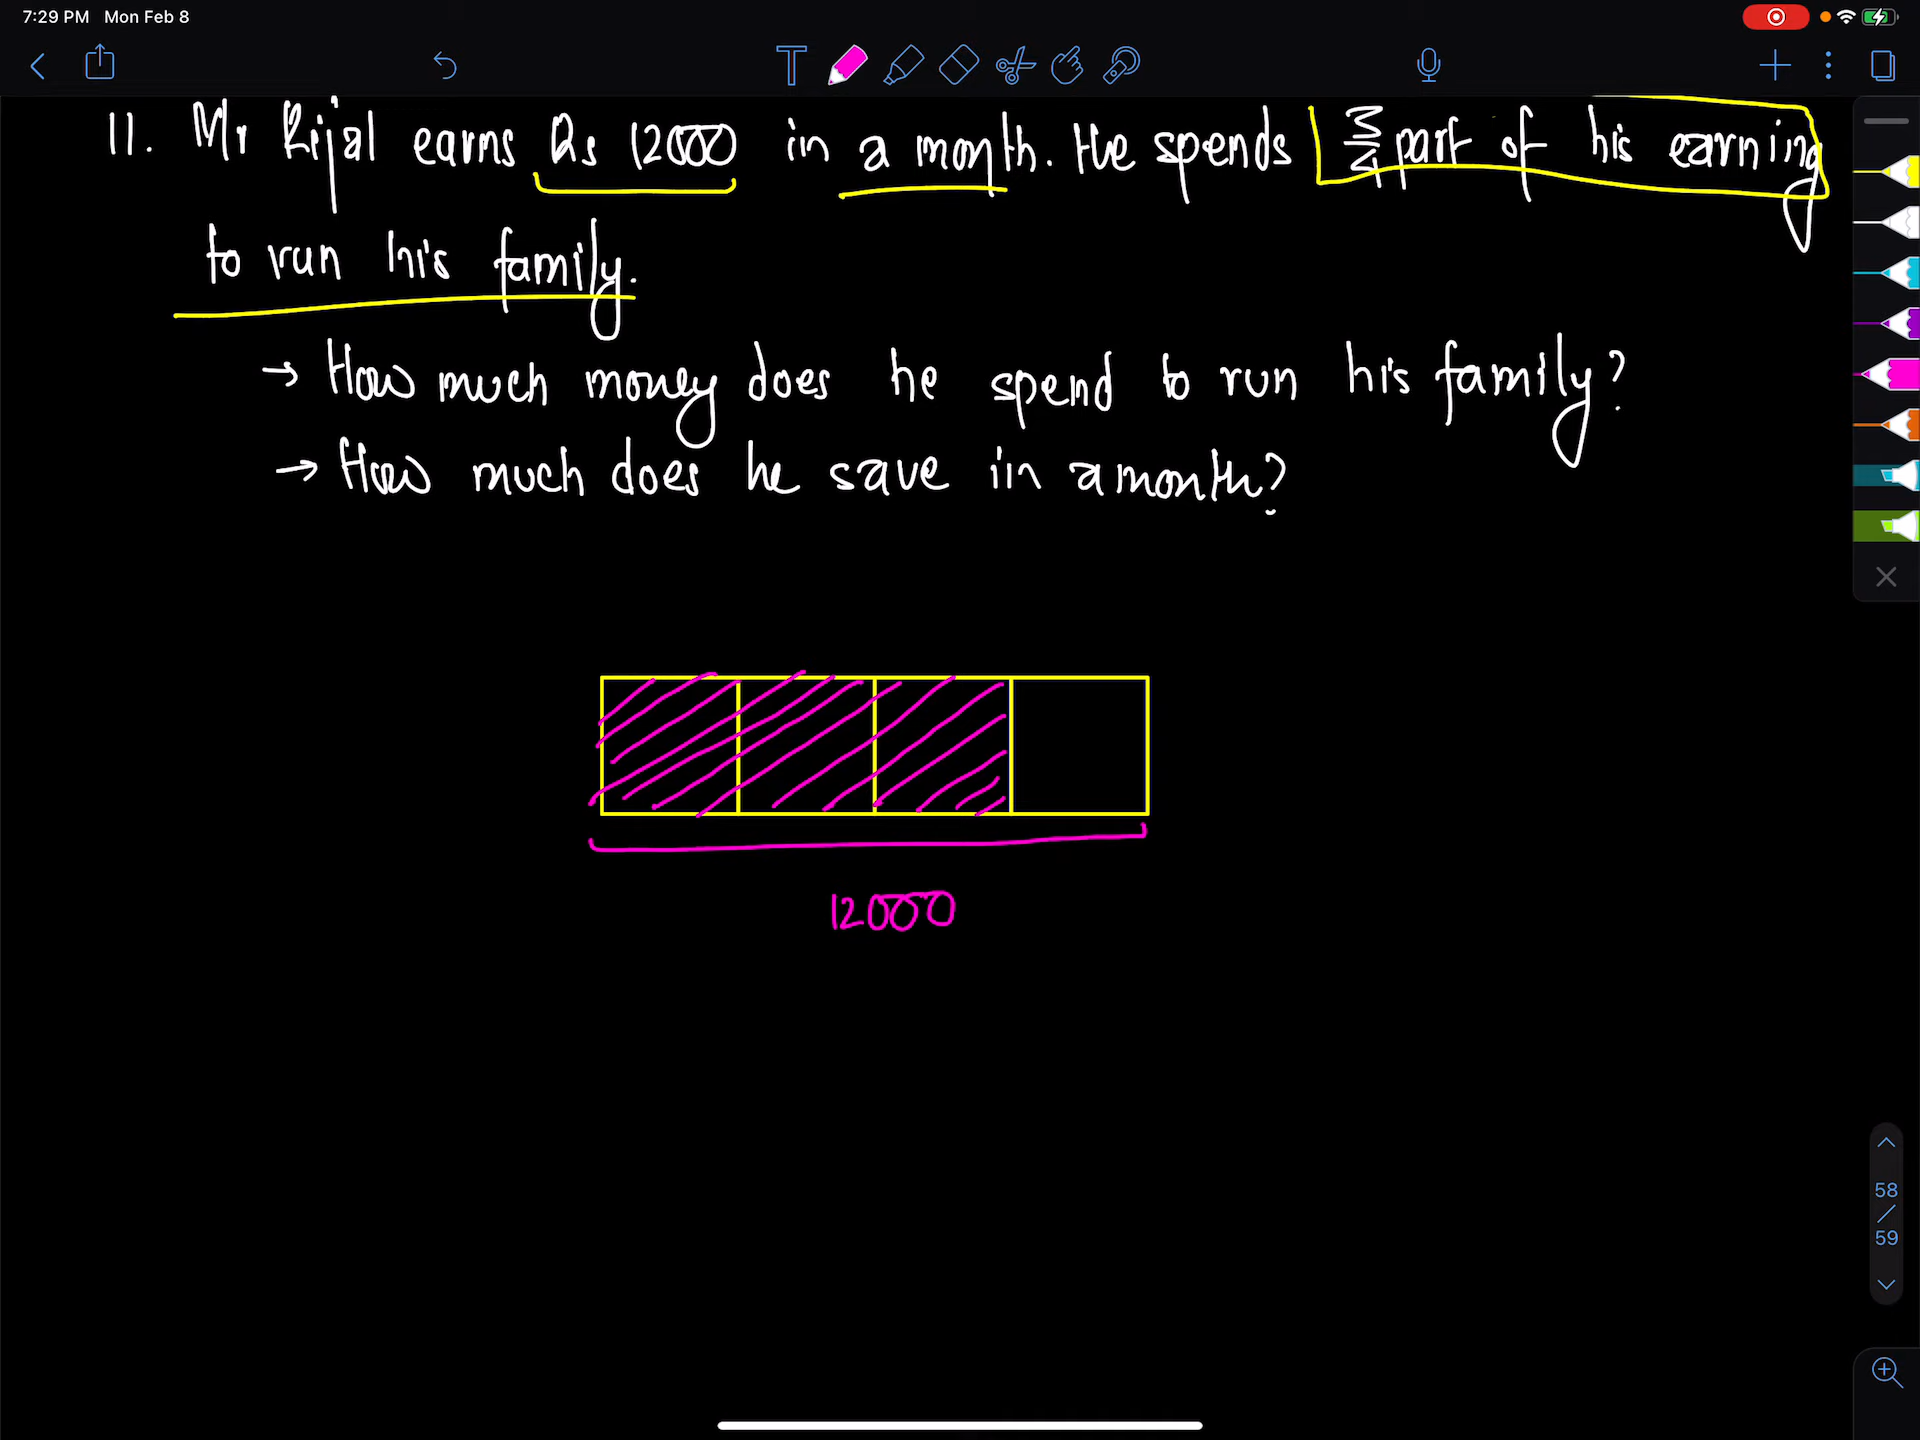 7:29 PM Mon Feb 8
11. Mr Rijal earns Rs 12000 in a month. He spends 3/4 part of his earning
to run his family.
→ How much money does he spend to run his family?
→ How much does he save in a month?
12000
58
/
59